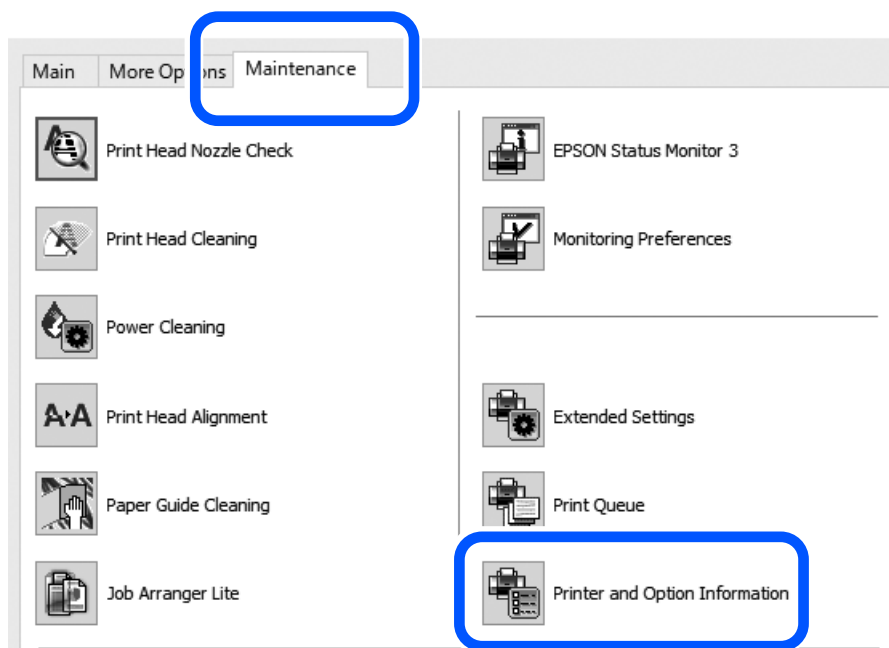 Main More Options Maintenance
Print Head Nozzle Check
Print Head Cleaning
Power Cleaning
Print Head Alignment
Paper Guide Cleaning
Job Arranger Lite
EPSON Status Monitor 3
Monitoring Preferences
Extended Settings
Print Queue
Printer and Option Information